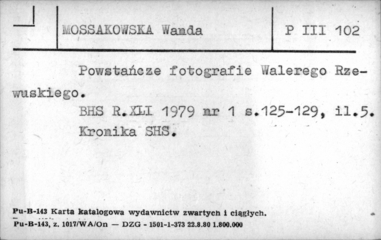 MOSSAKOWSKA Wanda
P III 102
Powstańcze fotografie Walerego Rze-
wuskiego.
BHS R.XLI 1979 nr 1 s.125-129, il.5.
Kronika SHS.
Pu-B-143 Karta katalogowa wydawnictw zwartych i ciągłych.
Pu-B-143, z. 1017/WA/On — DZG - 1501-1-373 22.8.80 1.800.000